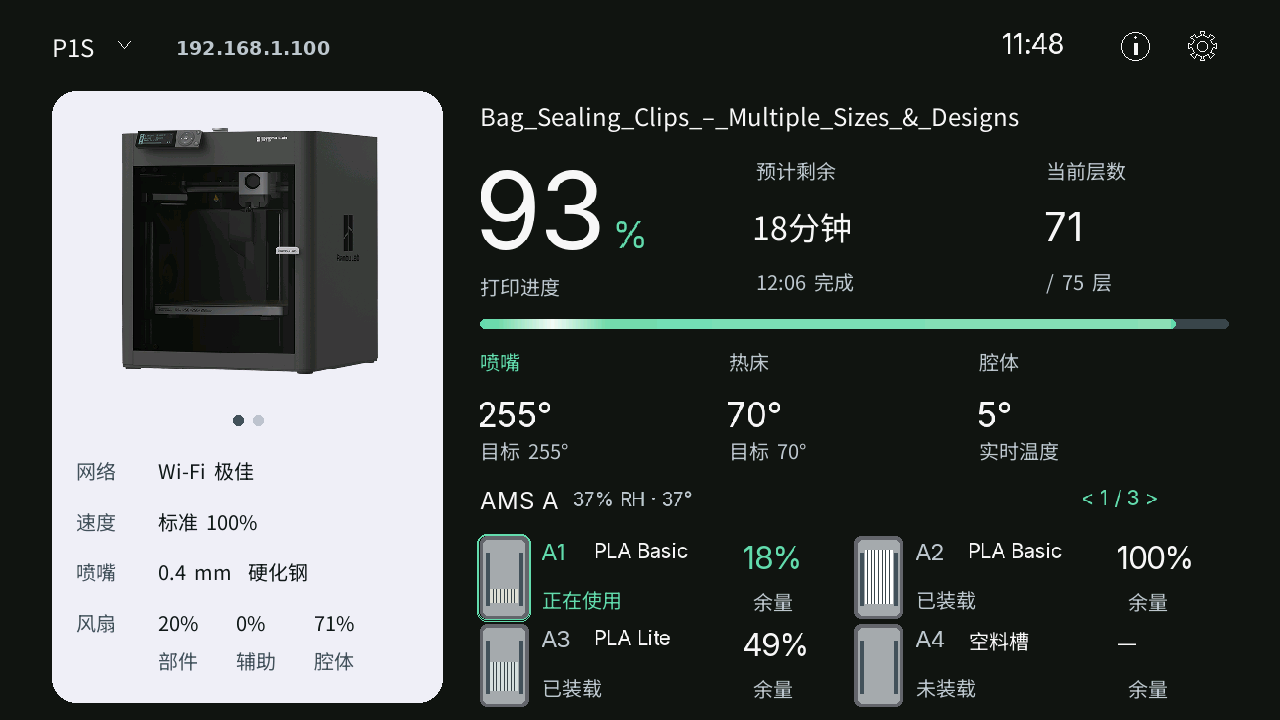 P1S
192.168.1.100
11:48
Bag_Sealing_Clips_–_Multiple_Sizes_&_Designs
93 %
打印进度
预计剩余
18分钟
12:06 完成
当前层数
71
/ 75 层
喷嘴
255°
目标 255°
热床
70°
目标 70°
腔体
5°
实时温度
网络 Wi-Fi 极佳
速度 标准 100%
喷嘴 0.4 mm 硬化钢
风扇 20% 0% 71%
部件 辅助 腔体
AMS A 37% RH · 37°
< 1 / 3 >
A1 PLA Basic 18%
正在使用 余量
A2 PLA Basic 100%
已装载 余量
A3 PLA Lite 49%
已装载 余量
A4 空料槽 —
未装载 余量